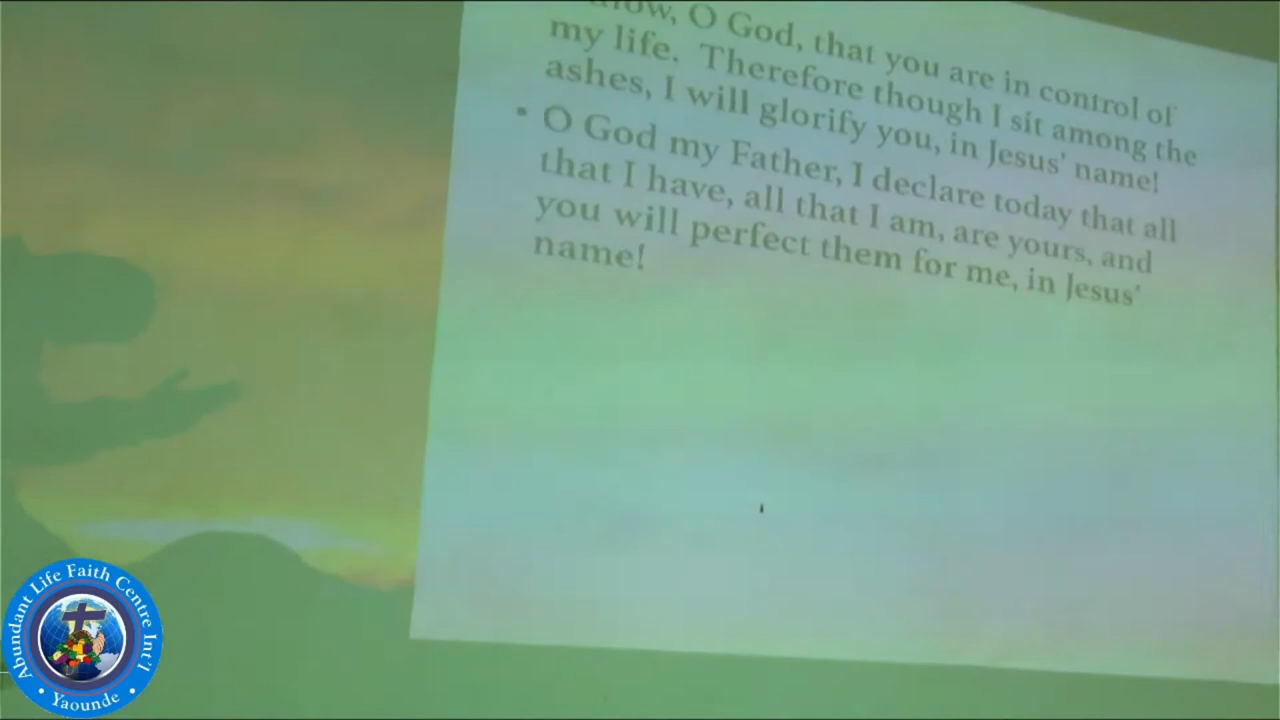 O God, that you are in control of
my life. Therefore though I sit among the
ashes, I will glorify you, in Jesus' name!
• O God my Father, I declare today that all
that I have, all that I am, are yours, and
you will perfect them for me, in Jesus'
name!
Abundant Life Faith Centre Int'l
• Yaounde •